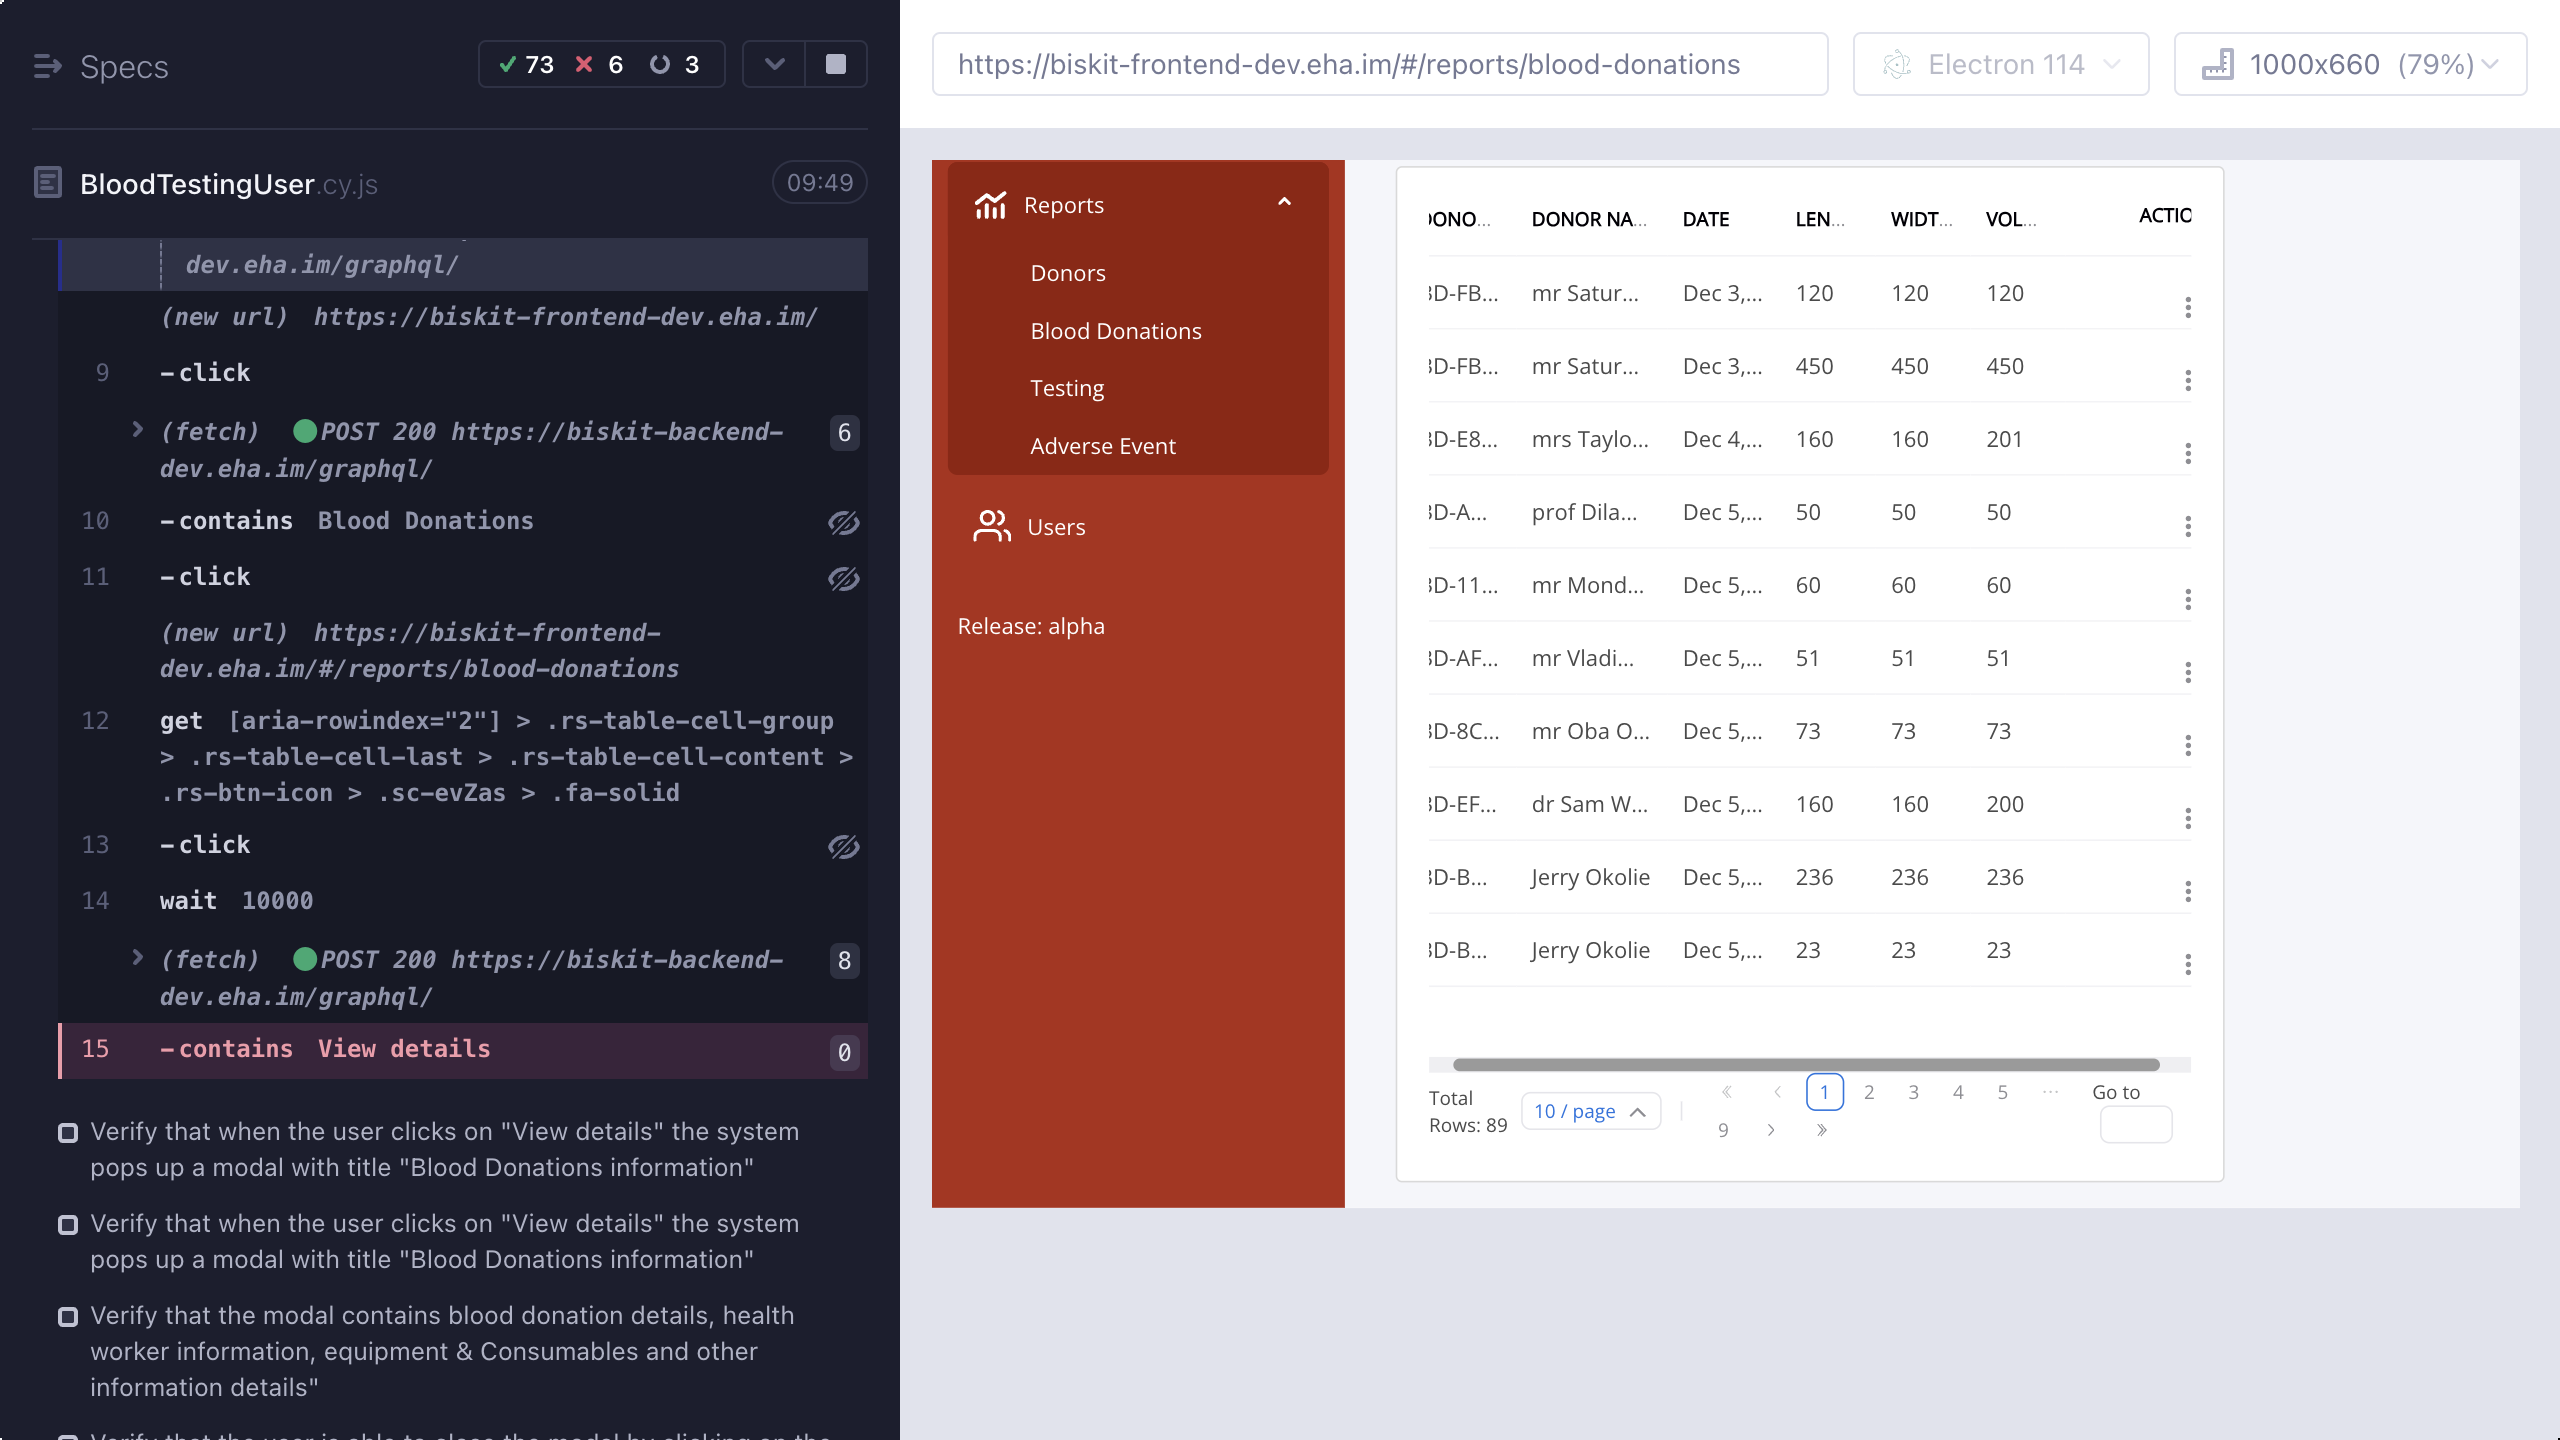 Specs
73 6 3
BloodTestingUser.cy.js
09:49
dev.eha.im/graphql/
(new url) https://biskit-frontend-dev.eha.im/
9 -click
(fetch) POST 200 https://biskit-backend-
dev.eha.im/graphql/
6
10 -contains Blood Donations
11 -click
(new url) https://biskit-frontend-
dev.eha.im/#/reports/blood-donations
12 get [aria-rowindex="2"] > .rs-table-cell-group
> .rs-table-cell-last > .rs-table-cell-content >
.rs-btn-icon > .sc-evZas > .fa-solid
13 -click
14 wait 10000
(fetch) POST 200 https://biskit-backend-
dev.eha.im/graphql/
8
15 -contains View details 0
Verify that when the user clicks on "View details" the system
pops up a modal with title "Blood Donations information"
Verify that when the user clicks on "View details" the system
pops up a modal with title "Blood Donations information"
Verify that the modal contains blood donation details, health
worker information, equipment & Consumables and other
information details"
Verify that the user is able to close the modal by clicking on the
https://biskit-frontend-dev.eha.im/#/reports/blood-donations
Electron 114
1000x660 (79%)
Reports
Donors
Blood Donations
Testing
Adverse Event
Users
Release: alpha
DONO... DONOR NA... DATE LEN... WIDT... VOL... ACTIO
BD-FB... mr Satur... Dec 3,... 120 120 120
BD-FB... mr Satur... Dec 3,... 450 450 450
BD-E8... mrs Taylo... Dec 4,... 160 160 201
BD-A... prof Dila... Dec 5,... 50 50 50
BD-11... mr Mond... Dec 5,... 60 60 60
BD-AF... mr Vladi... Dec 5,... 51 51 51
BD-8C... mr Oba O... Dec 5,... 73 73 73
BD-EF... dr Sam W... Dec 5,... 160 160 200
BD-B... Jerry Okolie Dec 5,... 236 236 236
BD-B... Jerry Okolie Dec 5,... 23 23 23
Total
Rows: 89
10 / page
« ‹ 1 2 3 4 5 ··· Go to
9 › »